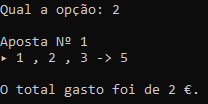 Qual a opção: 2
Aposta Nº 1
▸ 1 , 2 , 3 -> 5
O total gasto foi de 2 €.